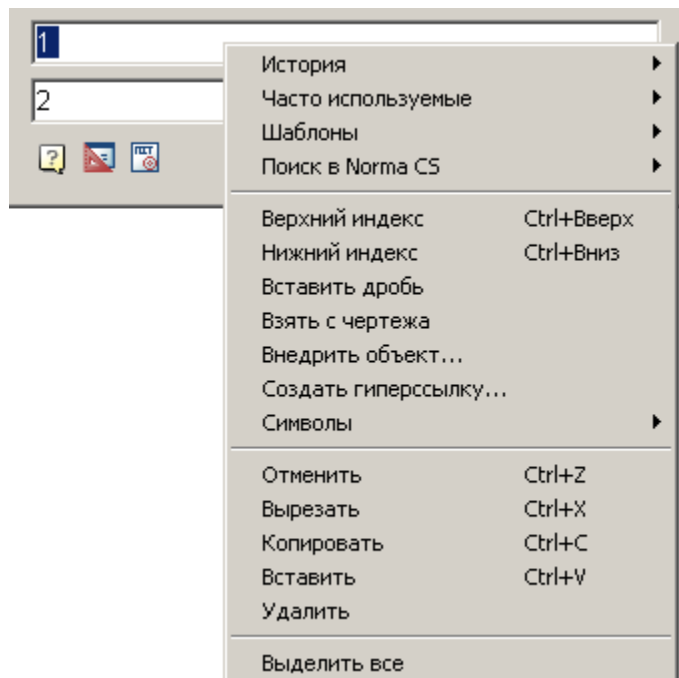 1
2
История
Часто используемые
Шаблоны
Поиск в Norma CS
Верхний индекс Ctrl+Вверх
Нижний индекс Ctrl+Вниз
Вставить дробь
Взять с чертежа
Внедрить объект...
Создать гиперссылку...
Символы
Отменить Ctrl+Z
Вырезать Ctrl+X
Копировать Ctrl+C
Вставить Ctrl+V
Удалить
Выделить все